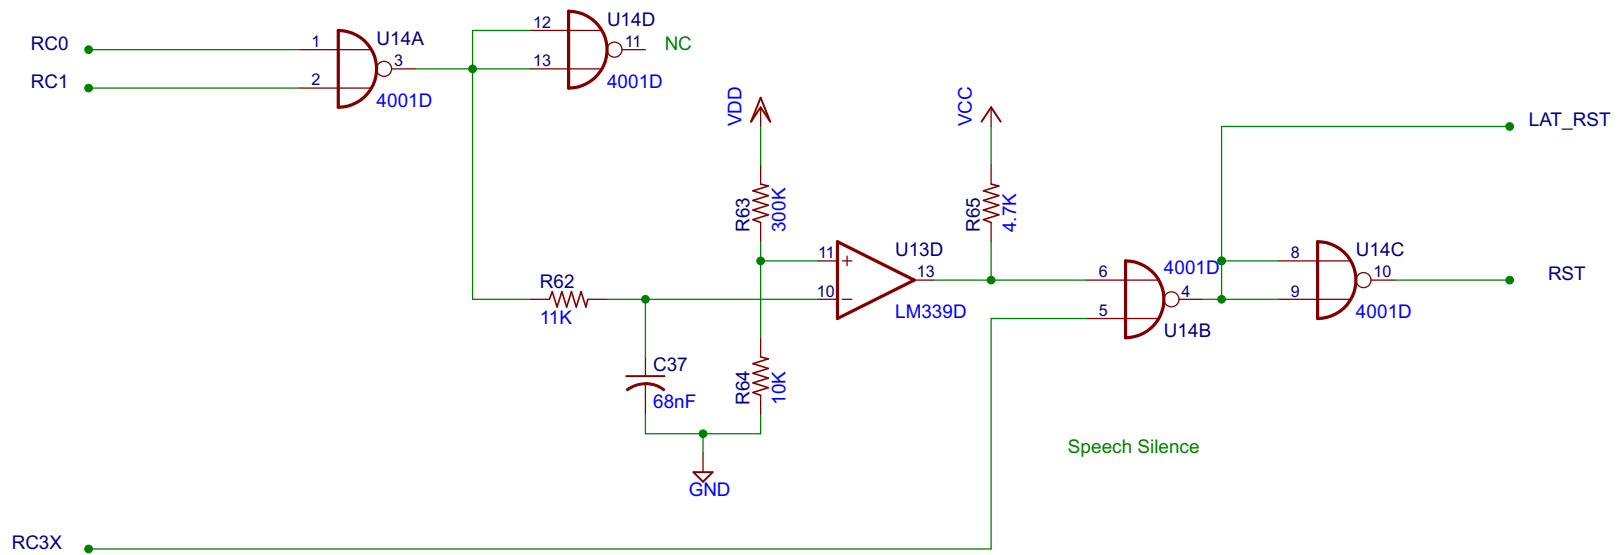 RC0
RC1
1
2
U14A
3
4001D
12
13
U14D
11
NC
4001D
VDD
R63
300K
VCC
R65
4.7K
LAT_RST
11
+
10
−
U13D
13
LM339D
R62
11K
C37
68nF
R64
10K
GND
6
5
4001D
4
U14B
8
9
U14C
10
4001D
RST
Speech Silence
RC3X